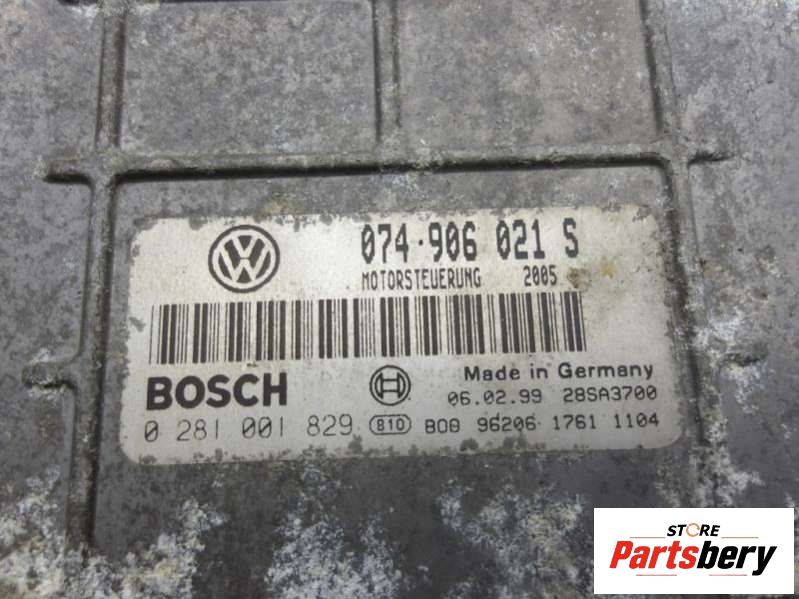 074 906 021 S
MOTORSTEUERUNG 2005
BOSCH
Made in Germany
06.02.99 28SA3700
0 281 001 829 810 BOB 96206 1761 1104
STORE
Partsbery